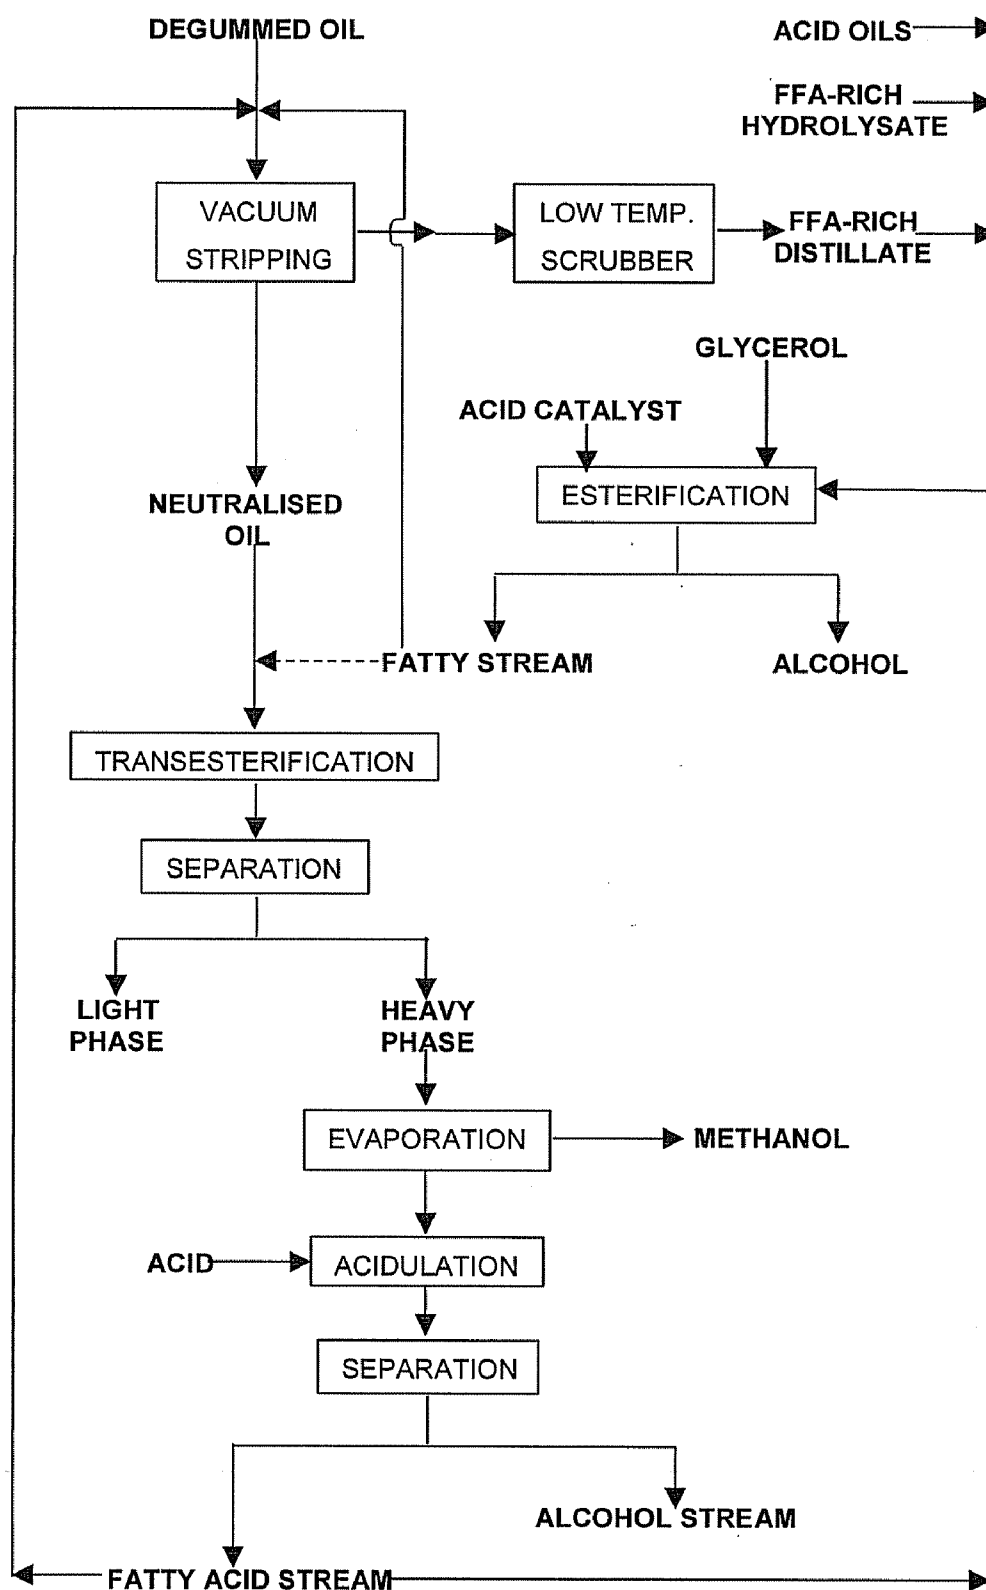 DEGUMMED OIL
ACID OILS
FFA-RICH
HYDROLYSATE
VACUUM
STRIPPING
LOW TEMP.
SCRUBBER
FFA-RICH
DISTILLATE
GLYCEROL
ACID CATALYST
ESTERIFICATION
NEUTRALISED
OIL
FATTY STREAM
ALCOHOL
TRANSESTERIFICATION
SEPARATION
LIGHT
PHASE
HEAVY
PHASE
EVAPORATION
METHANOL
ACID
ACIDULATION
SEPARATION
ALCOHOL STREAM
FATTY ACID STREAM